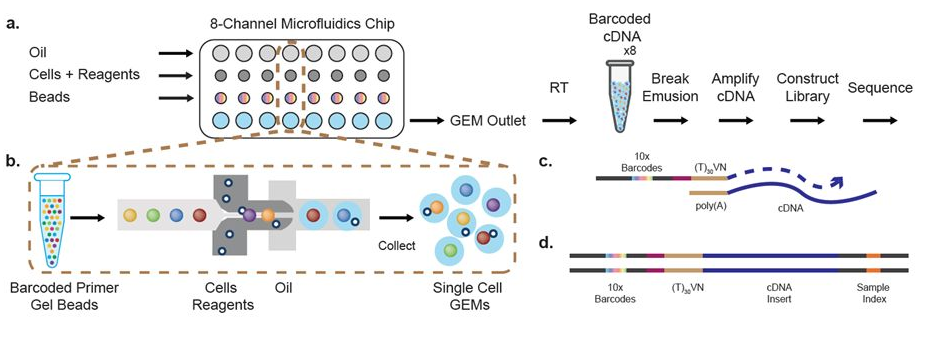 a.
8-Channel Microfluidics Chip
Oil
Cells + Reagents
Beads
GEM Outlet
RT
Barcoded
cDNA
x8
Break
Emusion
Amplify
cDNA
Construct
Library
Sequence
b.
Barcoded Primer
Gel Beads
Cells
Reagents
Oil
Collect
Single Cell
GEMs
c.
10x
Barcodes
(T)30VN
poly(A)
cDNA
d.
10x
Barcodes
(T)30VN
cDNA
Insert
Sample
Index